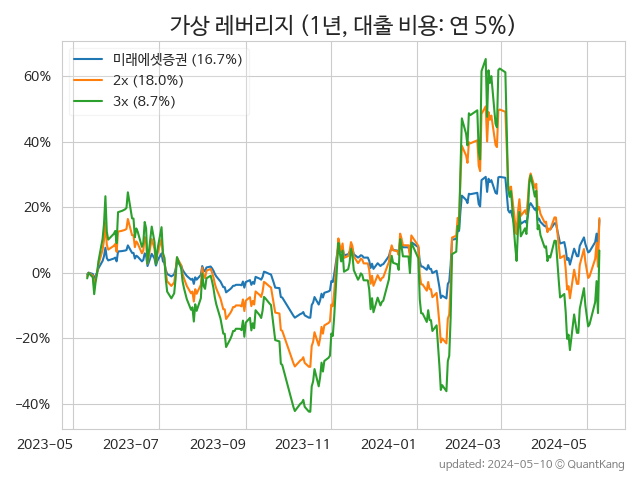 가상 레버리지 (1년, 대출 비용: 연 5%)
미래에셋증권 (16.7%)
2x (18.0%)
3x (8.7%)
60%
40%
20%
0%
−20%
−40%
2023-05 2023-07 2023-09 2023-11 2024-01 2024-03 2024-05
updated: 2024-05-10 © QuantKang